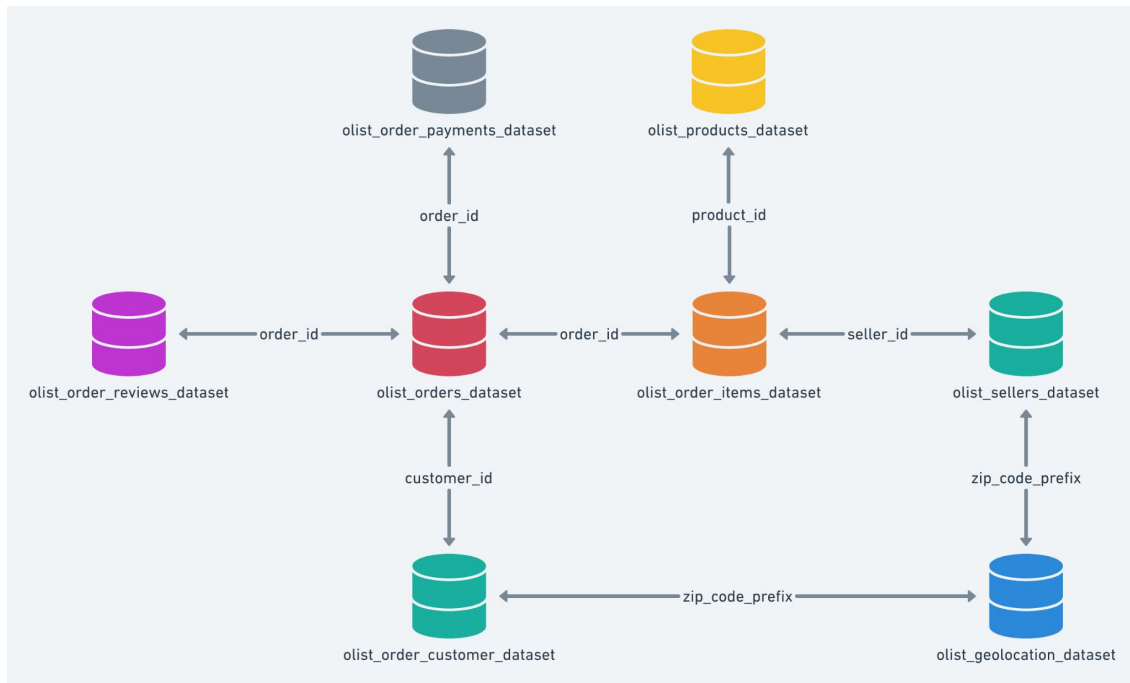 olist_order_payments_dataset
olist_products_dataset
order_id
product_id
order_id
order_id
seller_id
olist_order_reviews_dataset
olist_orders_dataset
olist_order_items_dataset
olist_sellers_dataset
customer_id
zip_code_prefix
zip_code_prefix
olist_order_customer_dataset
olist_geolocation_dataset